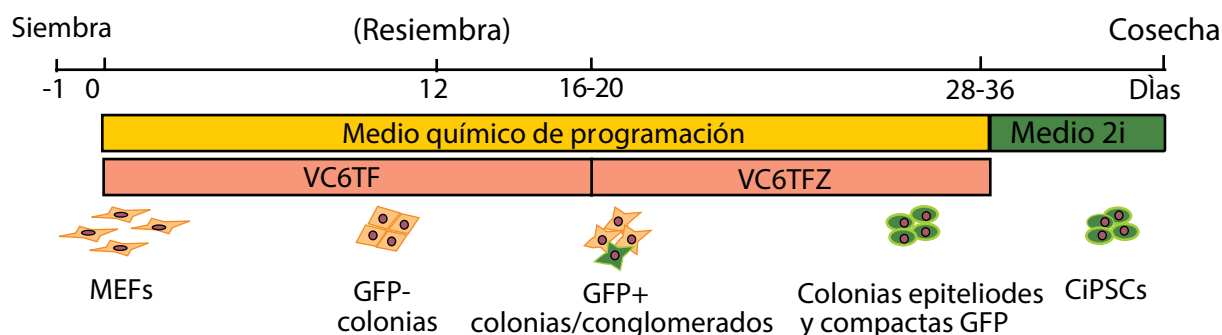 Siembra (Resiembra) Cosecha
-1 0 12 16-20 28-36 DÌas
Medio químico de programación Medio 2i
VC6TF VC6TFZ
MEFs GFP- GFP+ Colonias epiteliodes CiPSCs
colonias colonias/conglomerados y compactas GFP